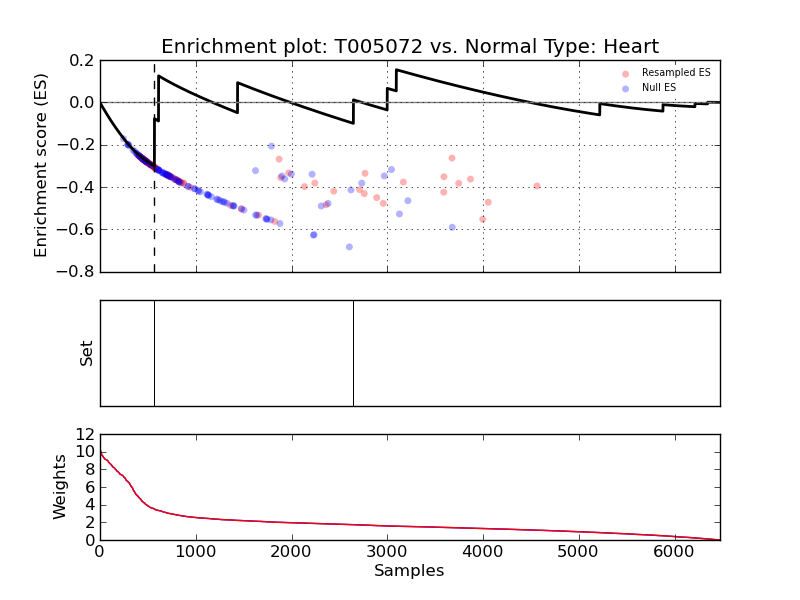 Enrichment plot: T005072 vs. Normal Type: Heart
Enrichment score (ES)
0.2
0.0
−0.2
−0.4
−0.6
−0.8
Resampled ES
Null ES
Set
Weights
12
10
8
6
4
2
0
0 1000 2000 3000 4000 5000 6000
Samples